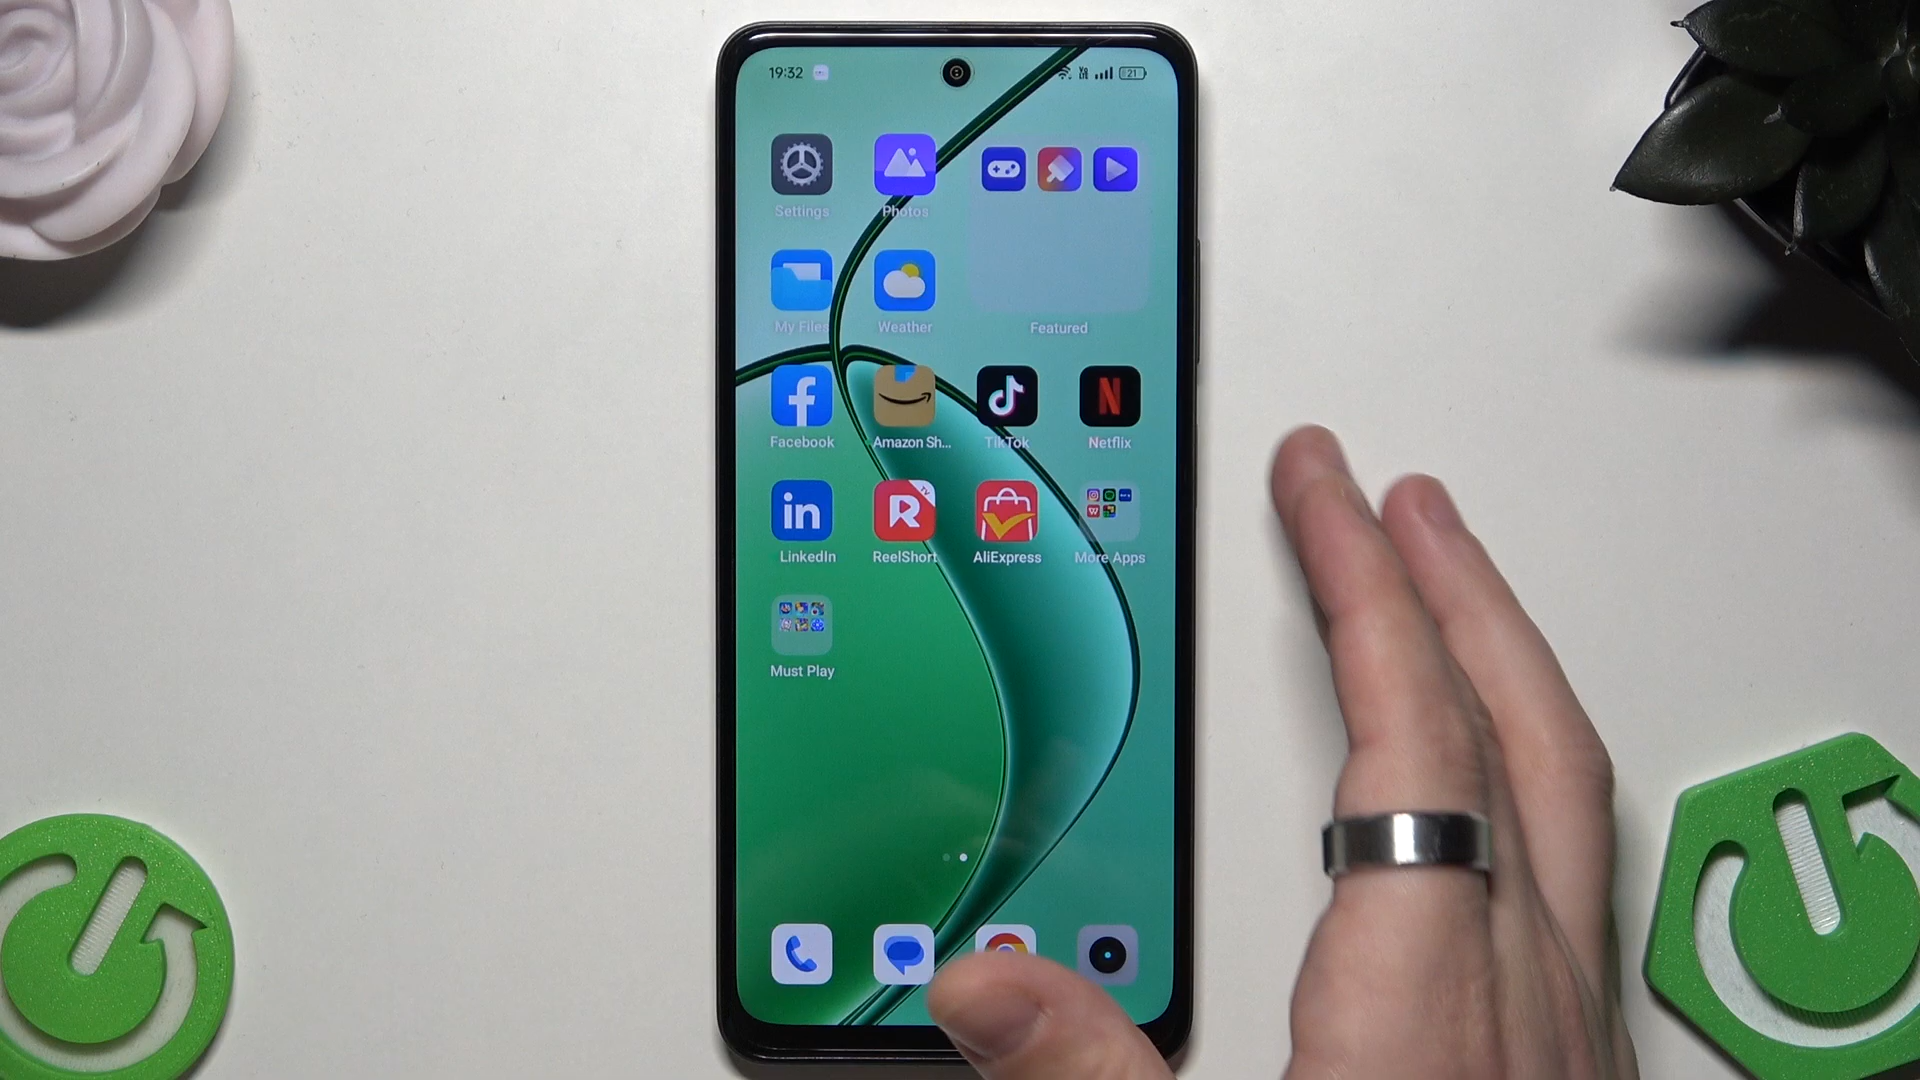 19:32
21
Settings
Photos
My Files
Weather
Featured
Facebook
Amazon Sh...
TikTok
Netflix
LinkedIn
ReelShort
AliExpress
More Apps
Must Play